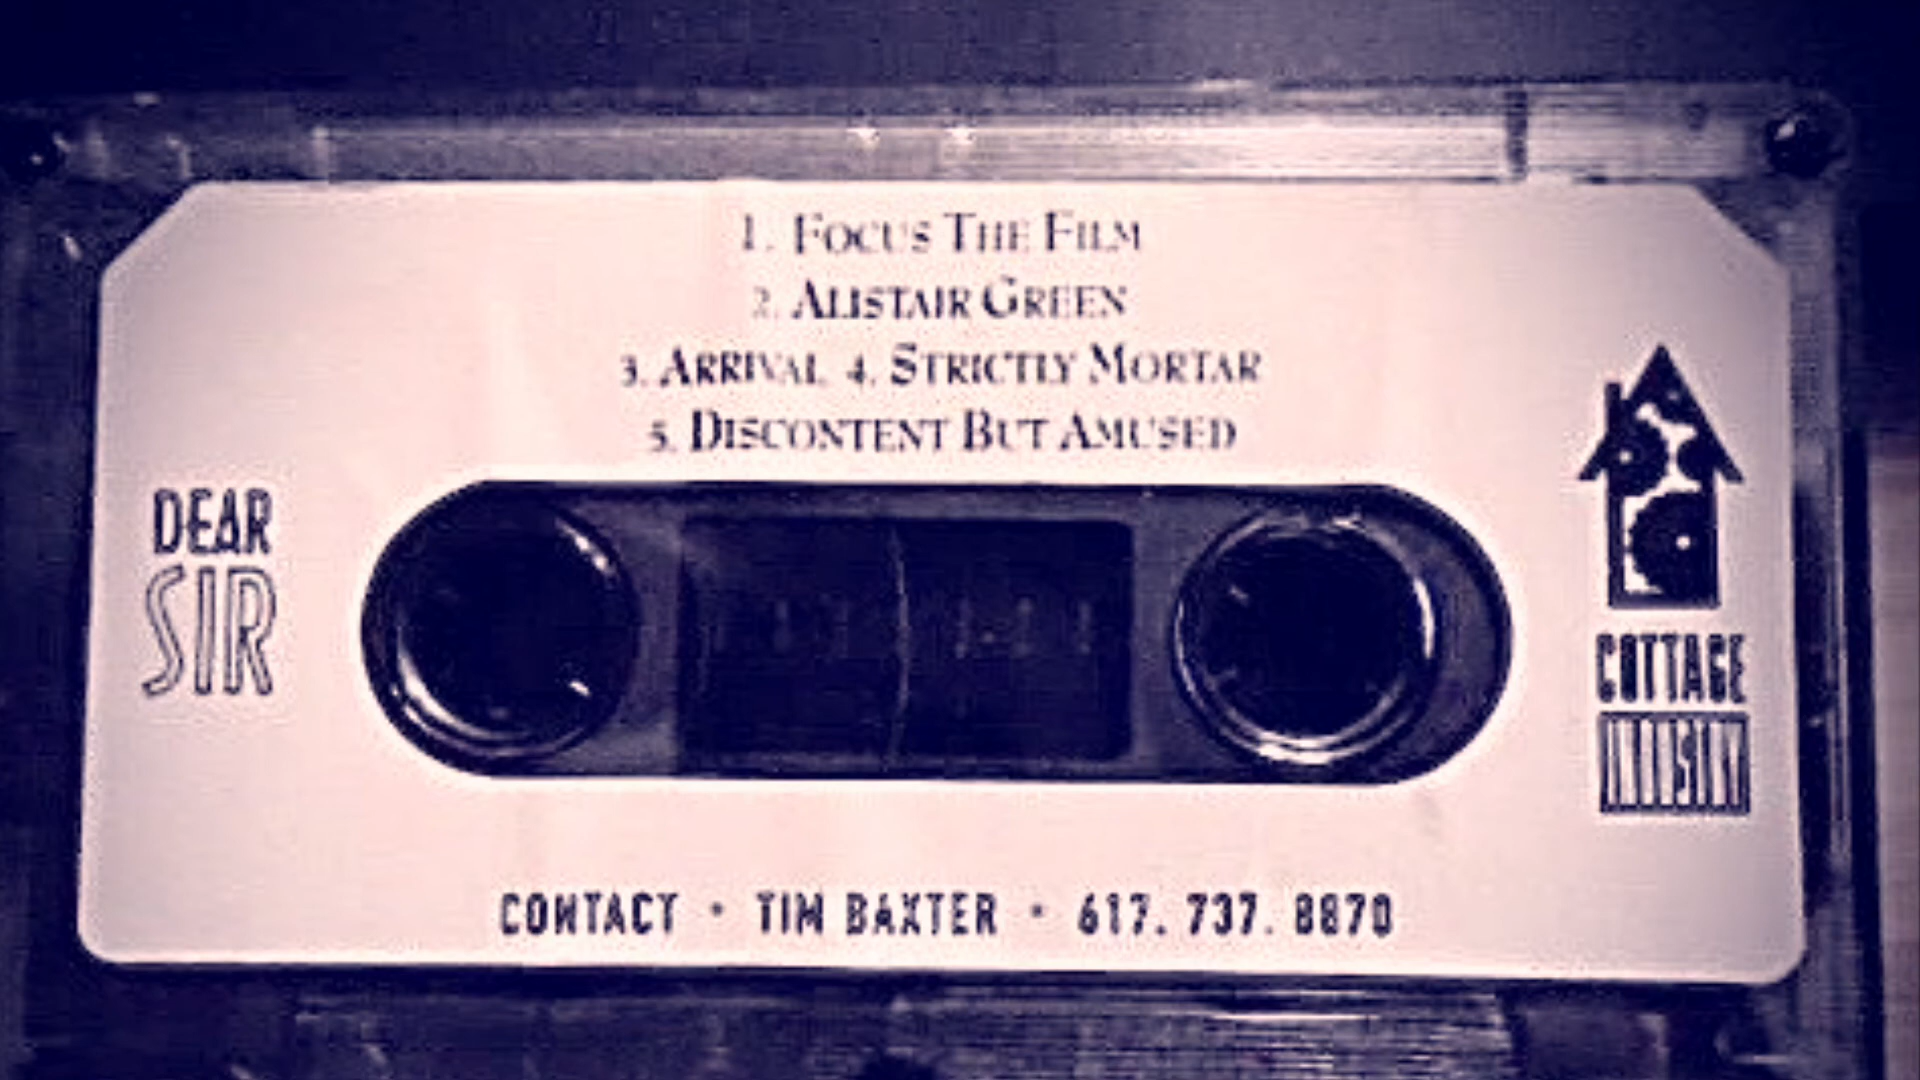 1. FOCUS THE FILM
2. ALISTAIR GREEN
3. ARRIVAL 4. STRICTLY MORTAR
5. DISCONTENT BUT AMUSED
DEAR
SIR
COTTAGE
INDUSTRY
CONTACT • TIM BAXTER • 617. 737. 8870